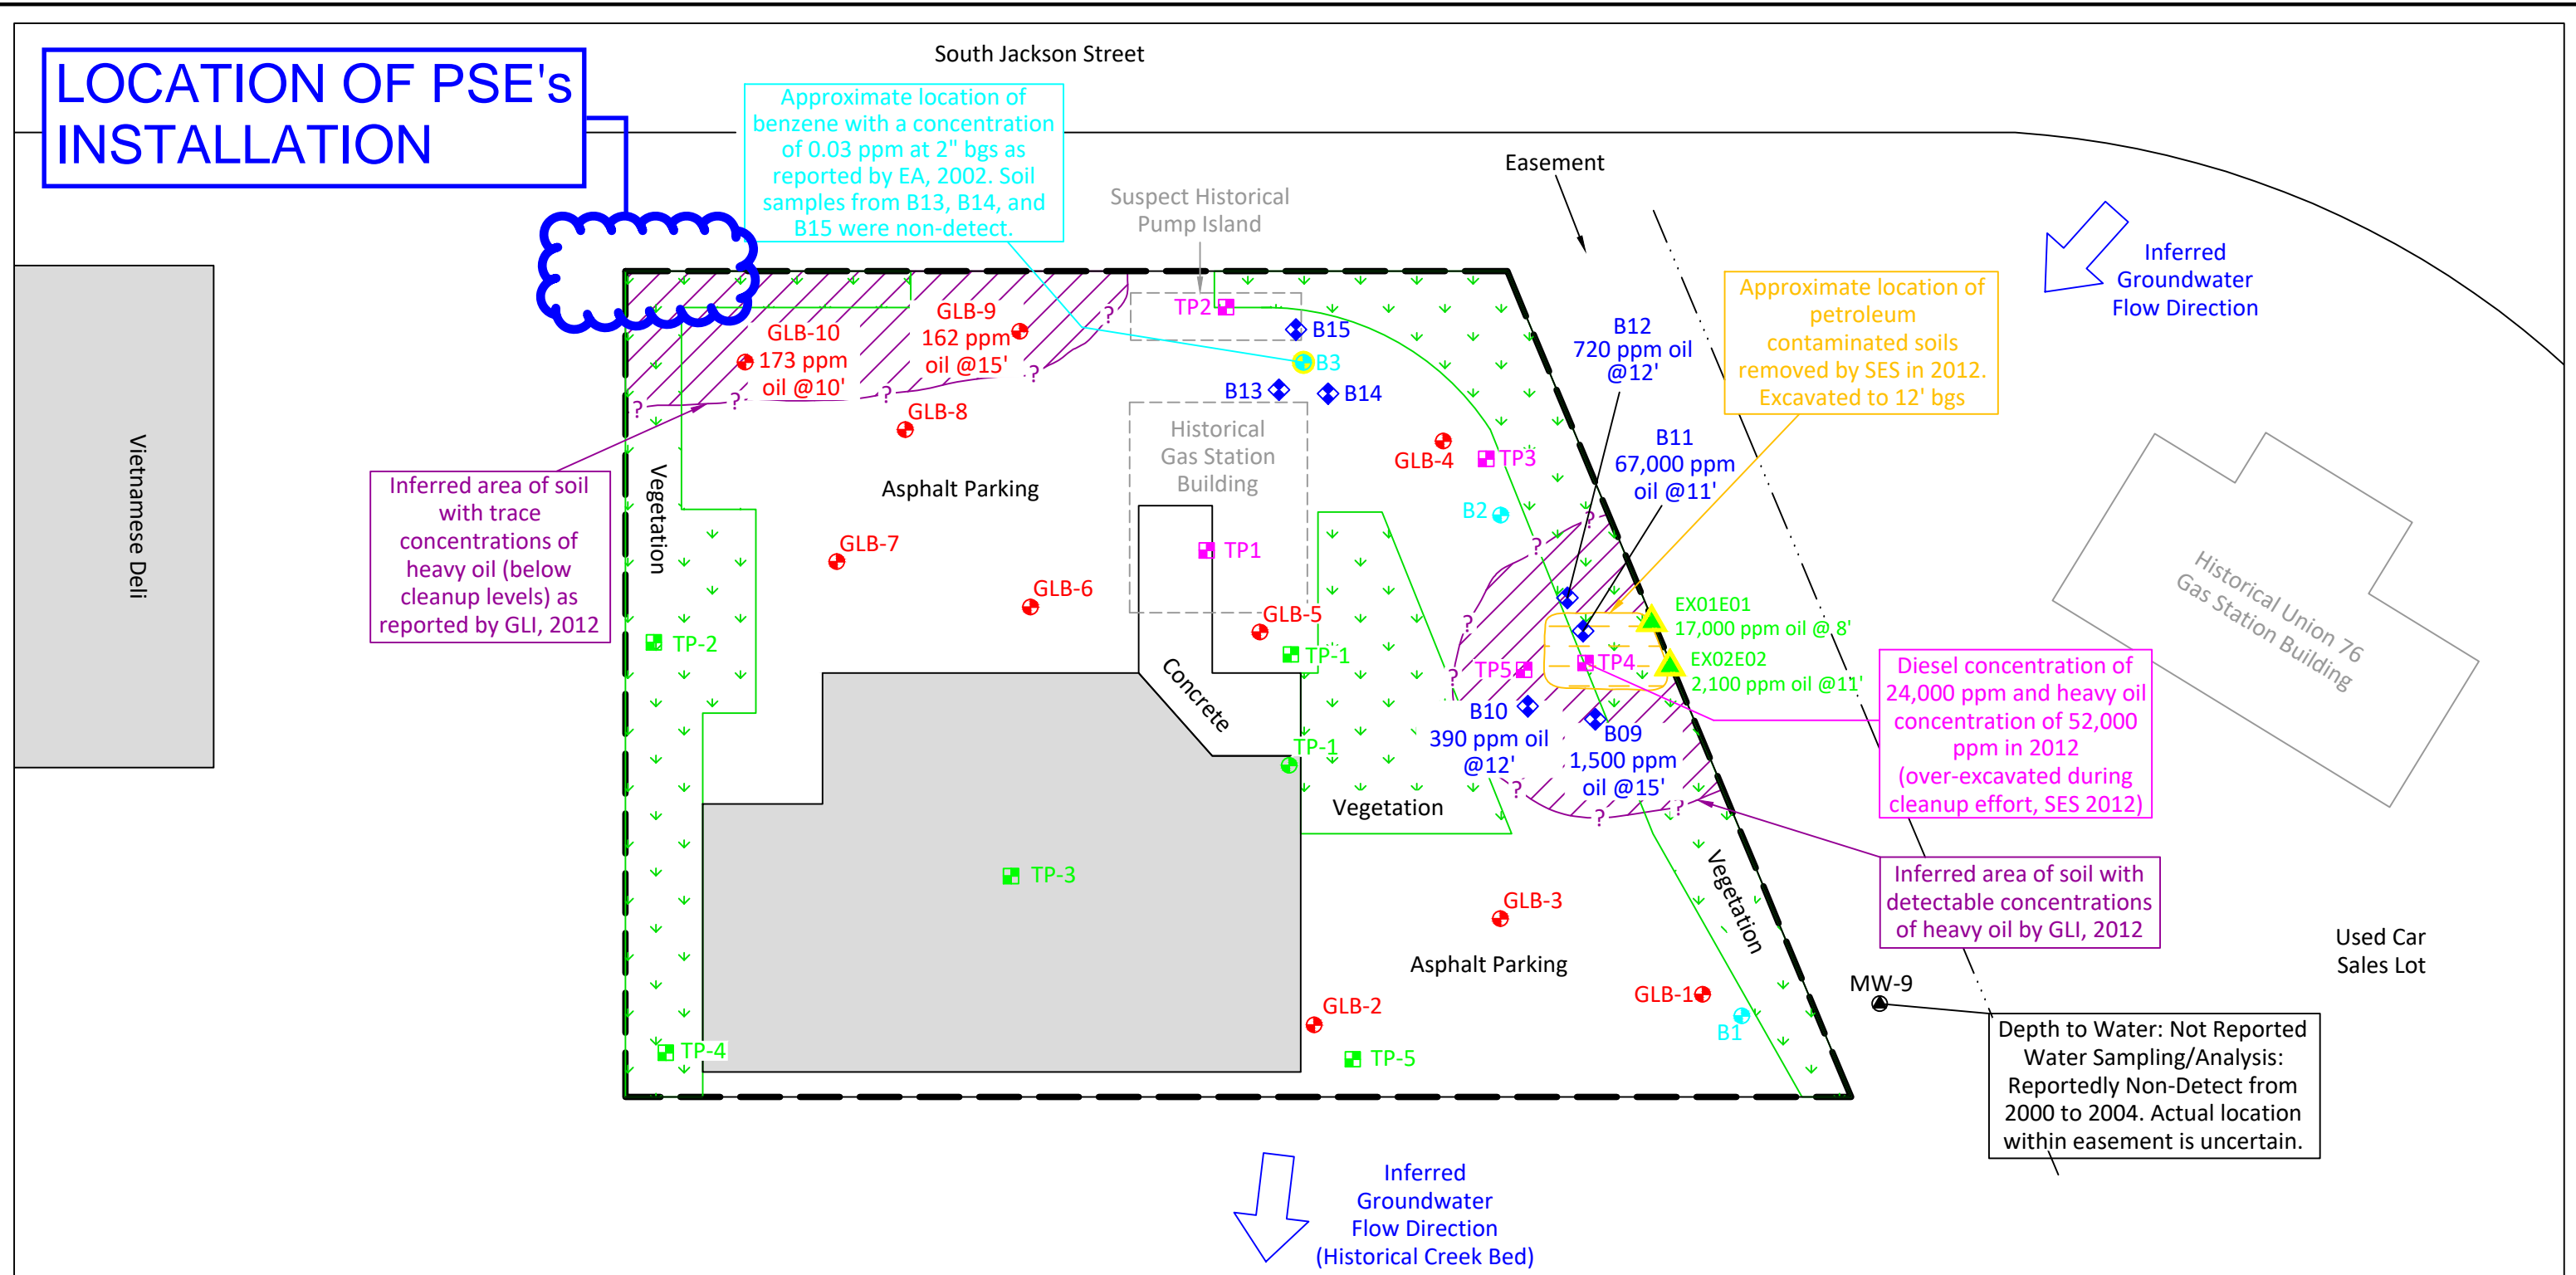 South Jackson Street
LOCATION OF PSE's
INSTALLATION
Approximate location of
benzene with a concentration
of 0.03 ppm at 2" bgs as
reported by EA, 2002. Soil
samples from B13, B14, and
B15 were non-detect.
Suspect Historical
Pump Island
Easement
Inferred
Groundwater
Flow Direction
Approximate location of
petroleum
contaminated soils
removed by SES in 2012.
Excavated to 12' bgs
TP2
B15
B3
B13
B14
GLB-10
173 ppm
oil @10'
GLB-9
162 ppm
oil @15'
?
?
?
?
?
GLB-8
B12
720 ppm oil
@12'
B11
67,000 ppm
oil @11'
Historical
Gas Station
Building
GLB-4
TP3
B2
Vietnamese Deli
Vegetation
Asphalt Parking
Inferred area of soil
with trace
concentrations of
heavy oil (below
cleanup levels) as
reported by GLI, 2012
GLB-7
GLB-6
TP1
GLB-5
TP-1
TP-2
Concrete
TP-1
Vegetation
?
?
?
?
?
?
?
EX01E01
17,000 ppm oil @ 8'
EX02E02
2,100 ppm oil @11'
TP5
TP4
B10
390 ppm oil
@12'
B09
1,500 ppm
oil @15'
Historical Union 76
Gas Station Building
Diesel concentration of
24,000 ppm and heavy oil
concentration of 52,000
ppm in 2012
(over-excavated during
cleanup effort, SES 2012)
Inferred area of soil with
detectable concentrations
of heavy oil by GLI, 2012
TP-3
GLB-3
Vegetation
Asphalt Parking
Used Car
Sales Lot
GLB-1
B1
MW-9
GLB-2
TP-4
TP-5
Depth to Water: Not Reported
Water Sampling/Analysis:
Reportedly Non-Detect from
2000 to 2004. Actual location
within easement is uncertain.
Inferred
Groundwater
Flow Direction
(Historical Creek Bed)